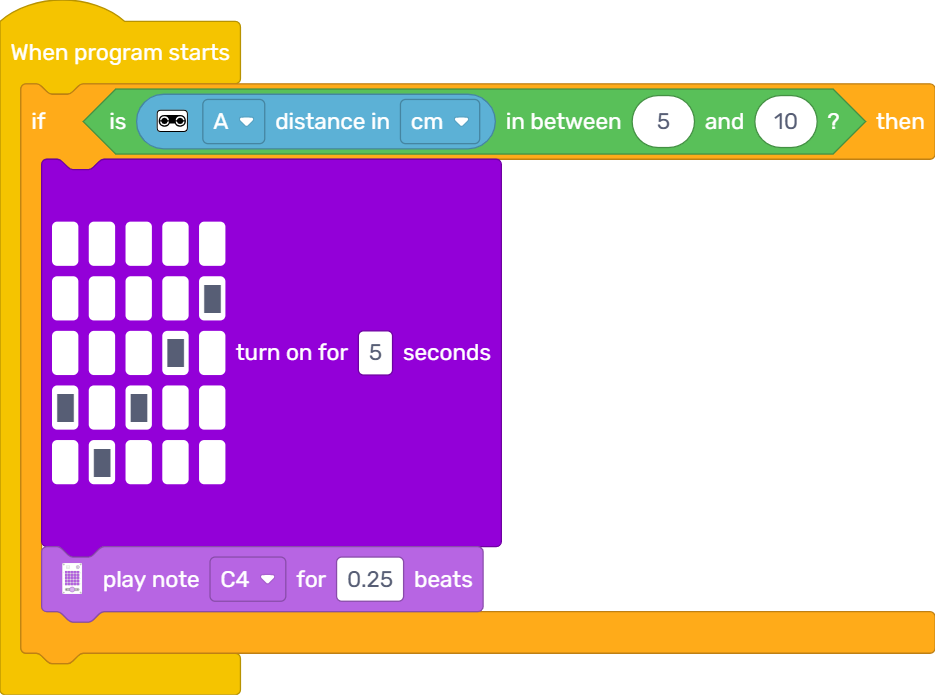 When program starts
if is A distance in cm in between 5 and 10 ? then
turn on for 5 seconds
play note C4 for 0.25 beats